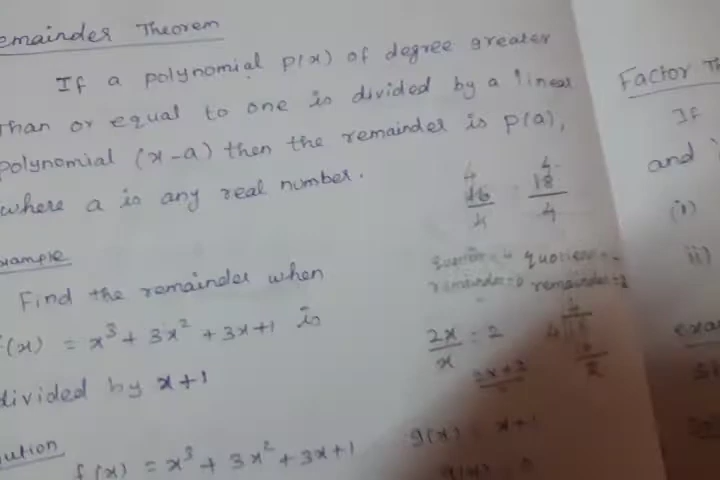 emainder Theorem
If a polynomial p(x) of degree greater
than or equal to one is divided by a linear
polynomial (x-a) then the remainder is p(a),
where a is any real number.
xample
Find the remainder when
f(x) = x³ + 3x² + 3x + 1 is
divided by x+1
ution
f(x) = x³ + 3x² + 3x+1
4
16
4
4
18
4
remainder=0 remainder=2
2x/x = 2
g(x) = x+1
Factor Th
If
and
(i)
ii)
exa